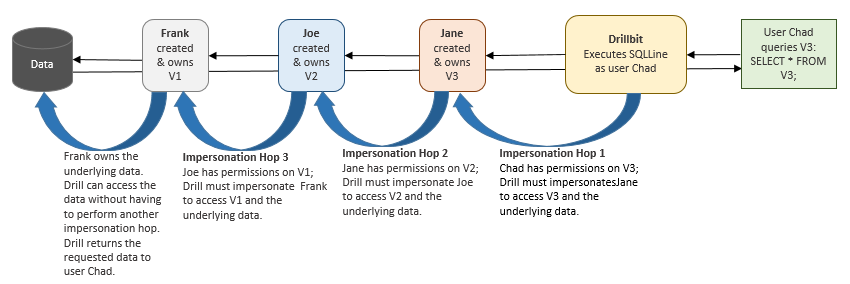 Data
Frank
created
& owns
V1
Joe
created
& owns
V2
Jane
created
& owns
V3
Drillbit
Executes SQLLine
as user Chad
User Chad
queries V3:
SELECT * FROM
V3;
Frank owns the
underlying data.
Drill can access the
data without having
to perform another
impersonation hop.
Drill returns the
requested data to
user Chad.
Impersonation Hop 3
Joe has permissions on V1;
Drill must impersonate Frank
to access V1 and the
underlying data.
Impersonation Hop 2
Jane has permissions on V2;
Drill must impersonate Joe
to access V2 and the
underlying data.
Impersonation Hop 1
Chad has permissions on V3;
Drill must impersonatesJane
to access V3 and the
underlying data.